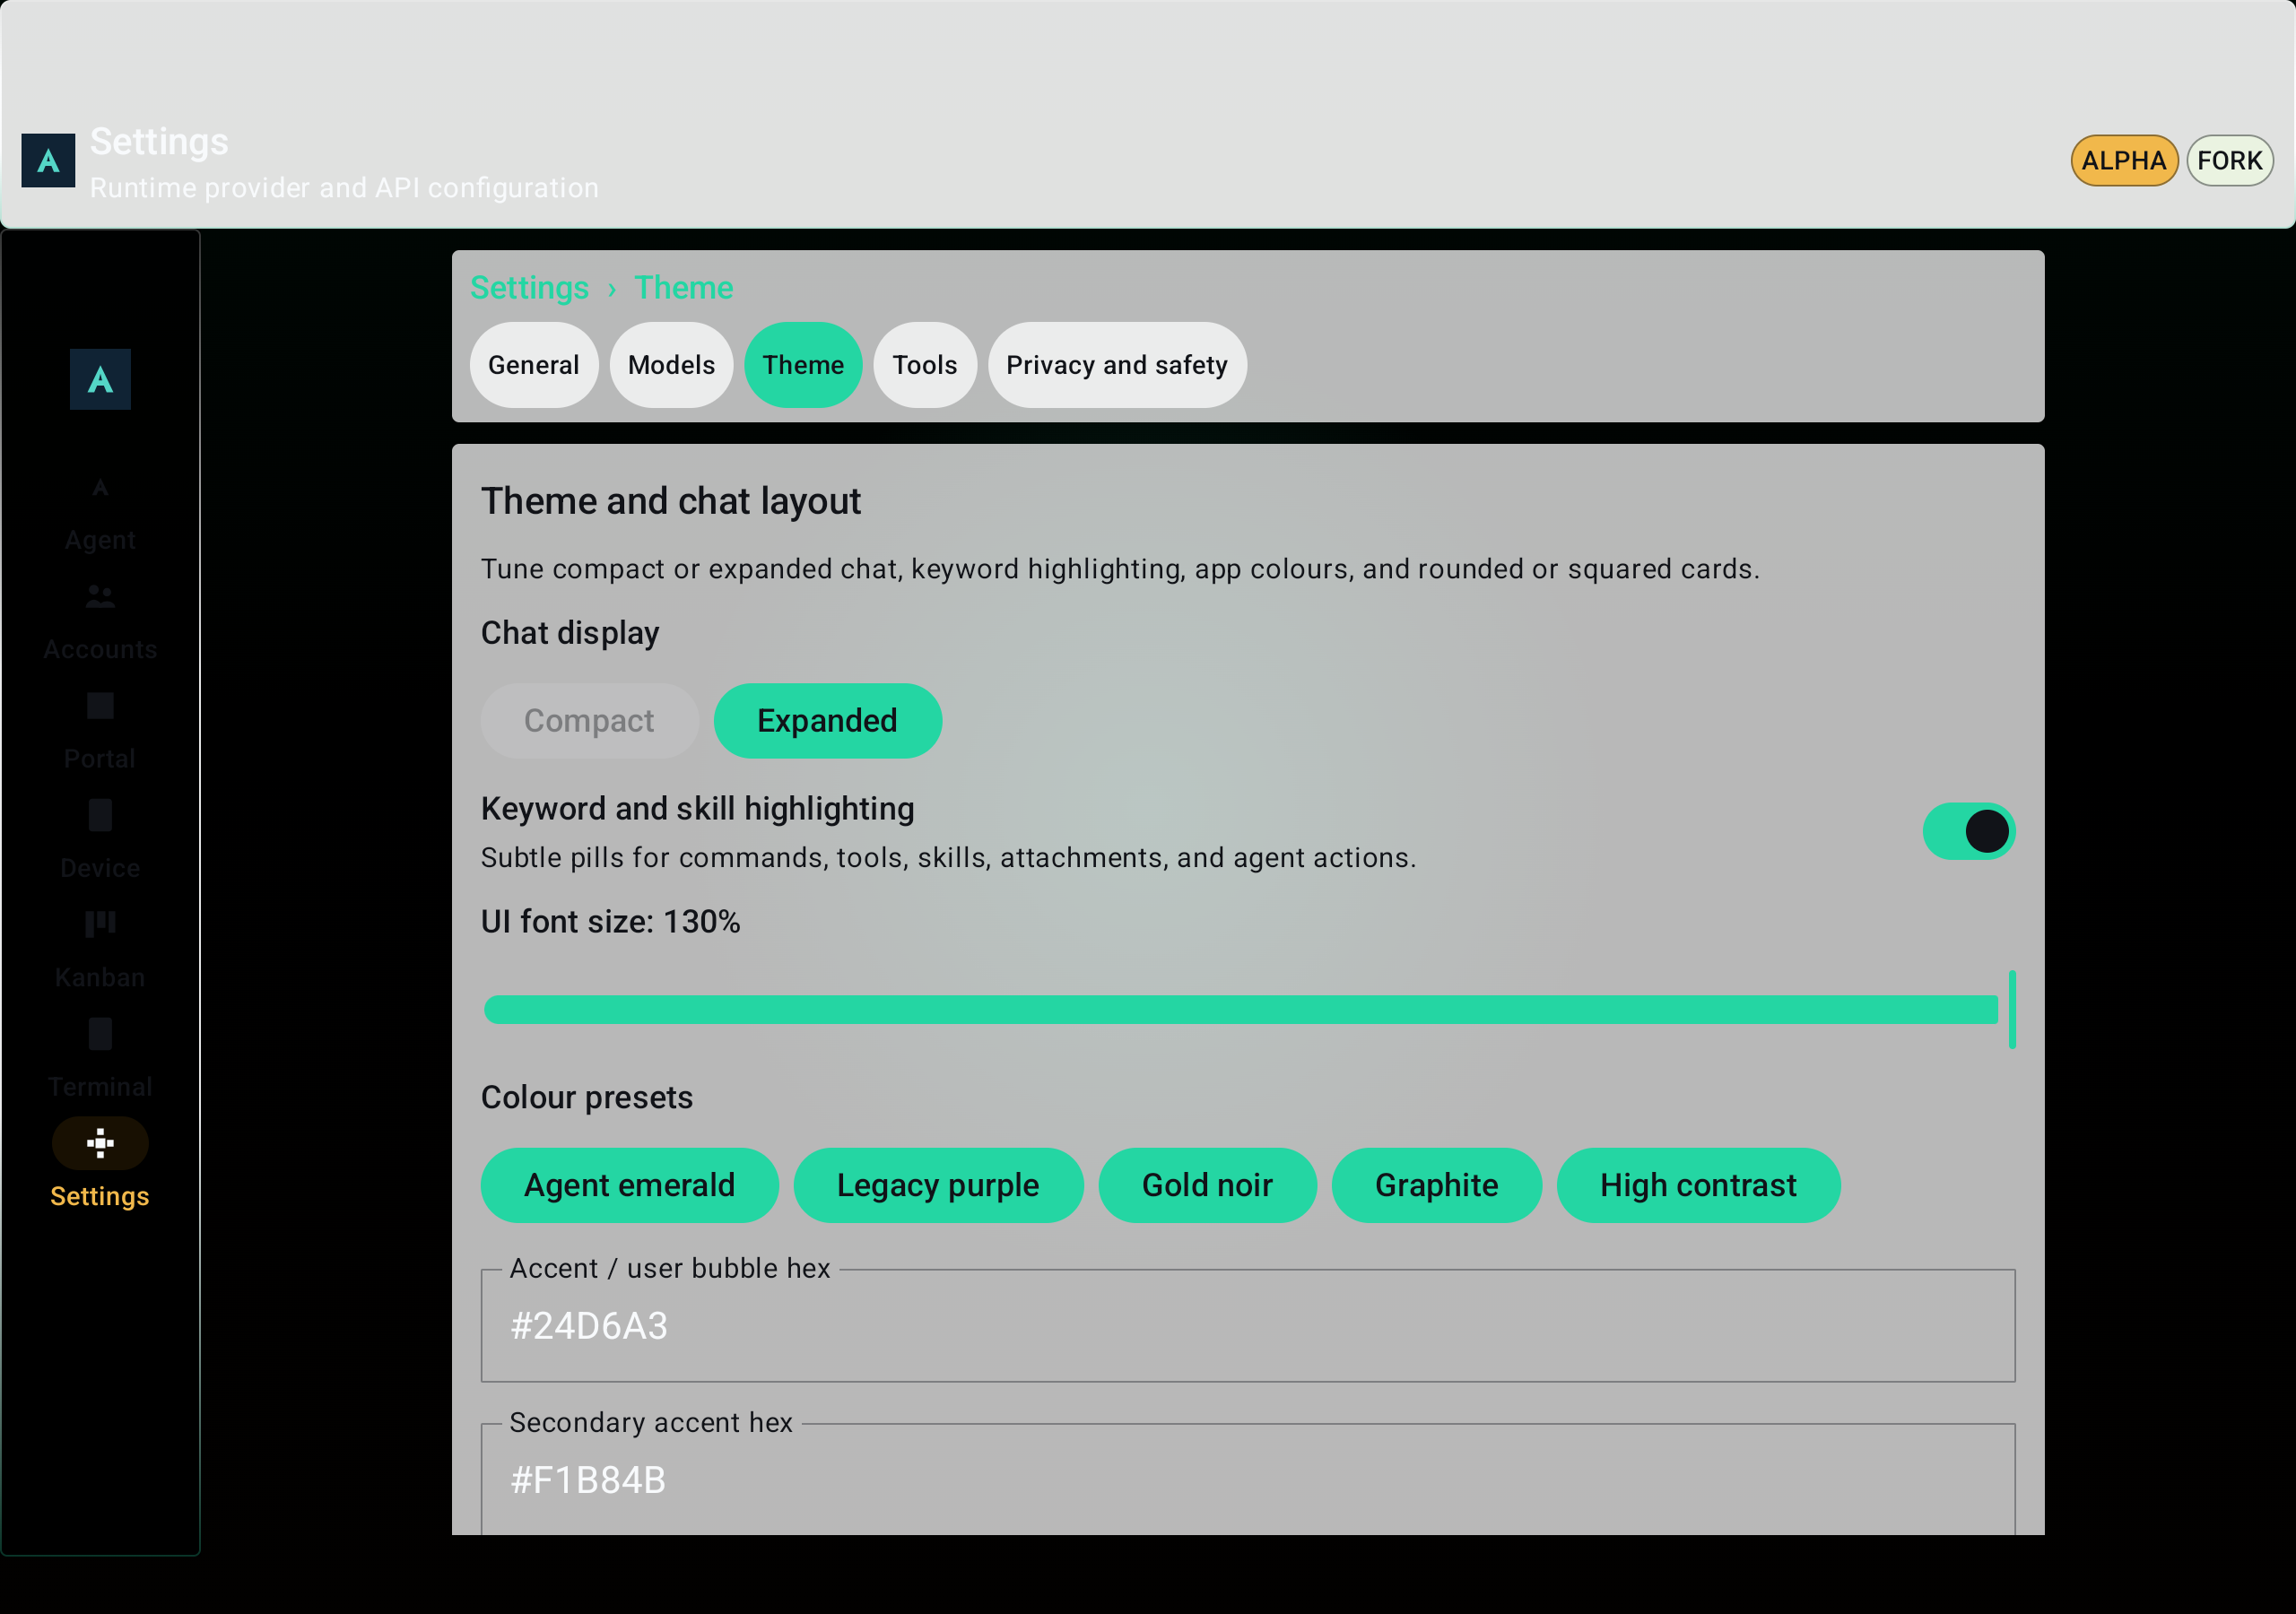 Settings
Runtime provider and API configuration
ALPHA
FORK
Agent
Accounts
Portal
Device
Kanban
Terminal
Settings
Settings › Theme
General
Models
Theme
Tools
Privacy and safety
Theme and chat layout
Tune compact or expanded chat, keyword highlighting, app colours, and rounded or squared cards.
Chat display
Compact
Expanded
Keyword and skill highlighting
Subtle pills for commands, tools, skills, attachments, and agent actions.
UI font size: 130%
Colour presets
Agent emerald
Legacy purple
Gold noir
Graphite
High contrast
Accent / user bubble hex
#24D6A3
Secondary accent hex
#F1B84B